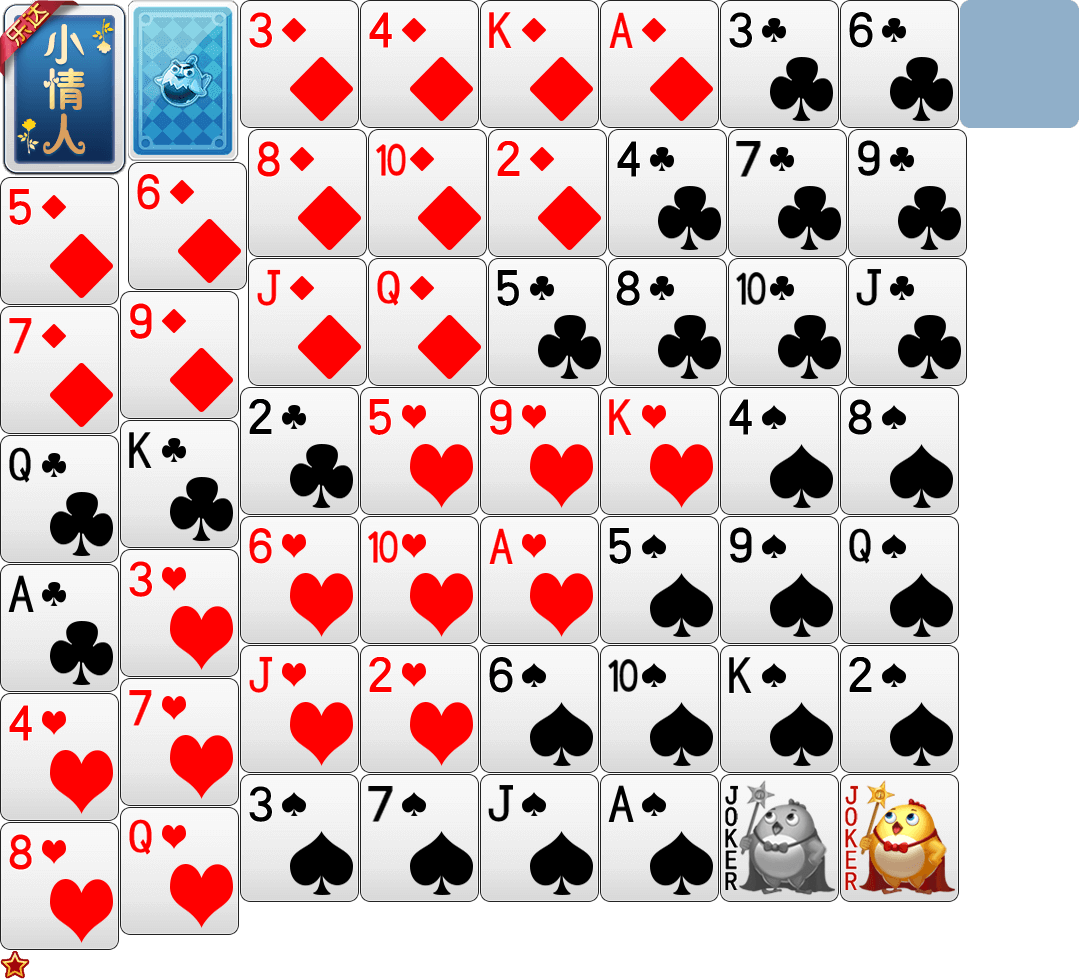 乐达
小情人
3 4 K A 3 6
8 10 2 4 7 9
5 6
J Q 5 8 10 J
7 9
2 5 9 K 4 8
Q K
6 10 A 5 9 Q
A 3
J 2 6 10 K 2
4 7
3 7 J A JOKER JOKER
8 Q